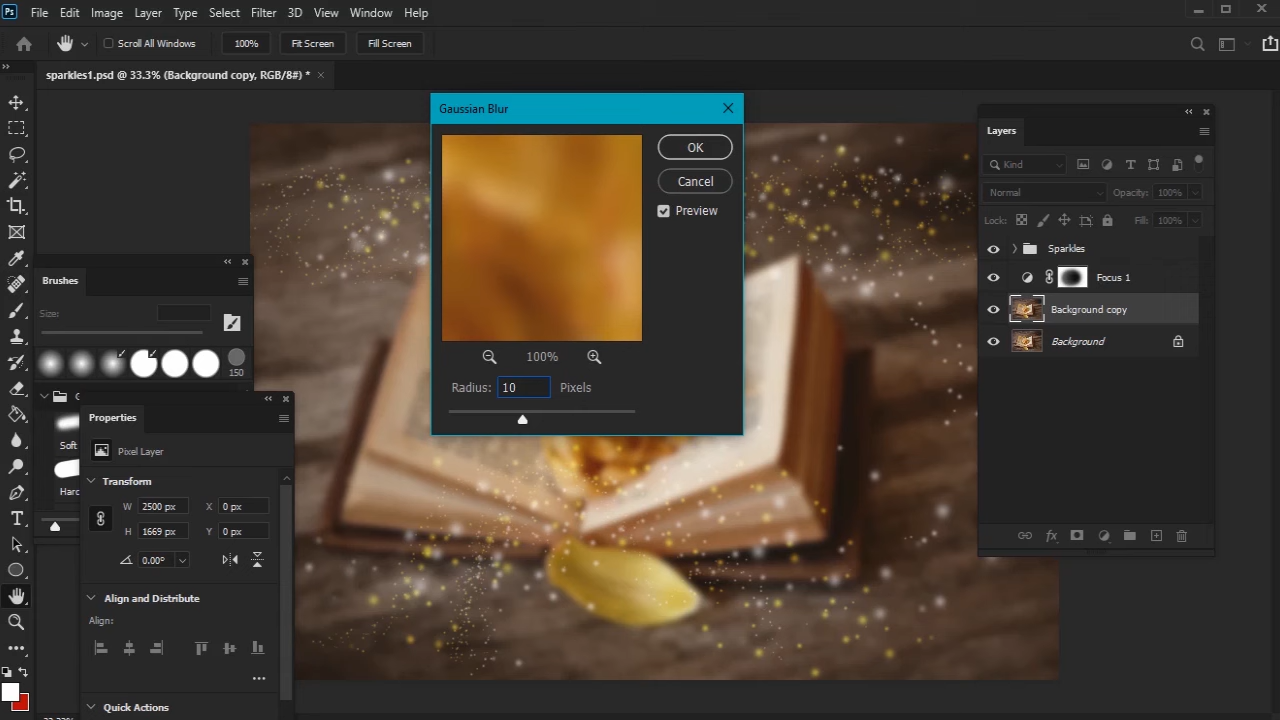 Ps File Edit Image Layer Type Select Filter 3D View Window Help
Scroll All Windows 100% Fit Screen Fill Screen
sparkles1.psd @ 33.3% (Background copy, RGB/8#) * ×
Gaussian Blur
OK
Cancel
Preview
100%
Radius: 10 Pixels
Layers
Kind
Normal Opacity: 100%
Lock: Fill: 100%
Sparkles
Focus 1
Background copy
Background
Brushes
Size:
150
G
Soft
Hard
Properties
Pixel Layer
Transform
W 2500 px X 0 px
H 1669 px Y 0 px
0.00°
Align and Distribute
Align:
Quick Actions